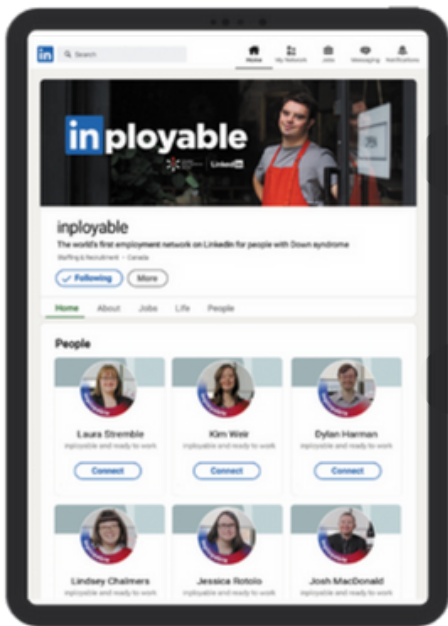 in Search
Home My Network Jobs Messaging Notifications
inployable
Linkedin
inployable
The world's first employment network on LinkedIn for people with Down syndrome
Staffing & Recruitment • Canada
✓ Following More
Home About Jobs Life People
People
Laura Stremble Kim Weir Dylan Harman
inployable and ready to work inployable and ready to work inployable and ready to work
Connect Connect Connect
Lindsey Chalmers Jessica Rotolo Josh MacDonald
inployable and ready to work inployable and ready to work inployable and ready to work